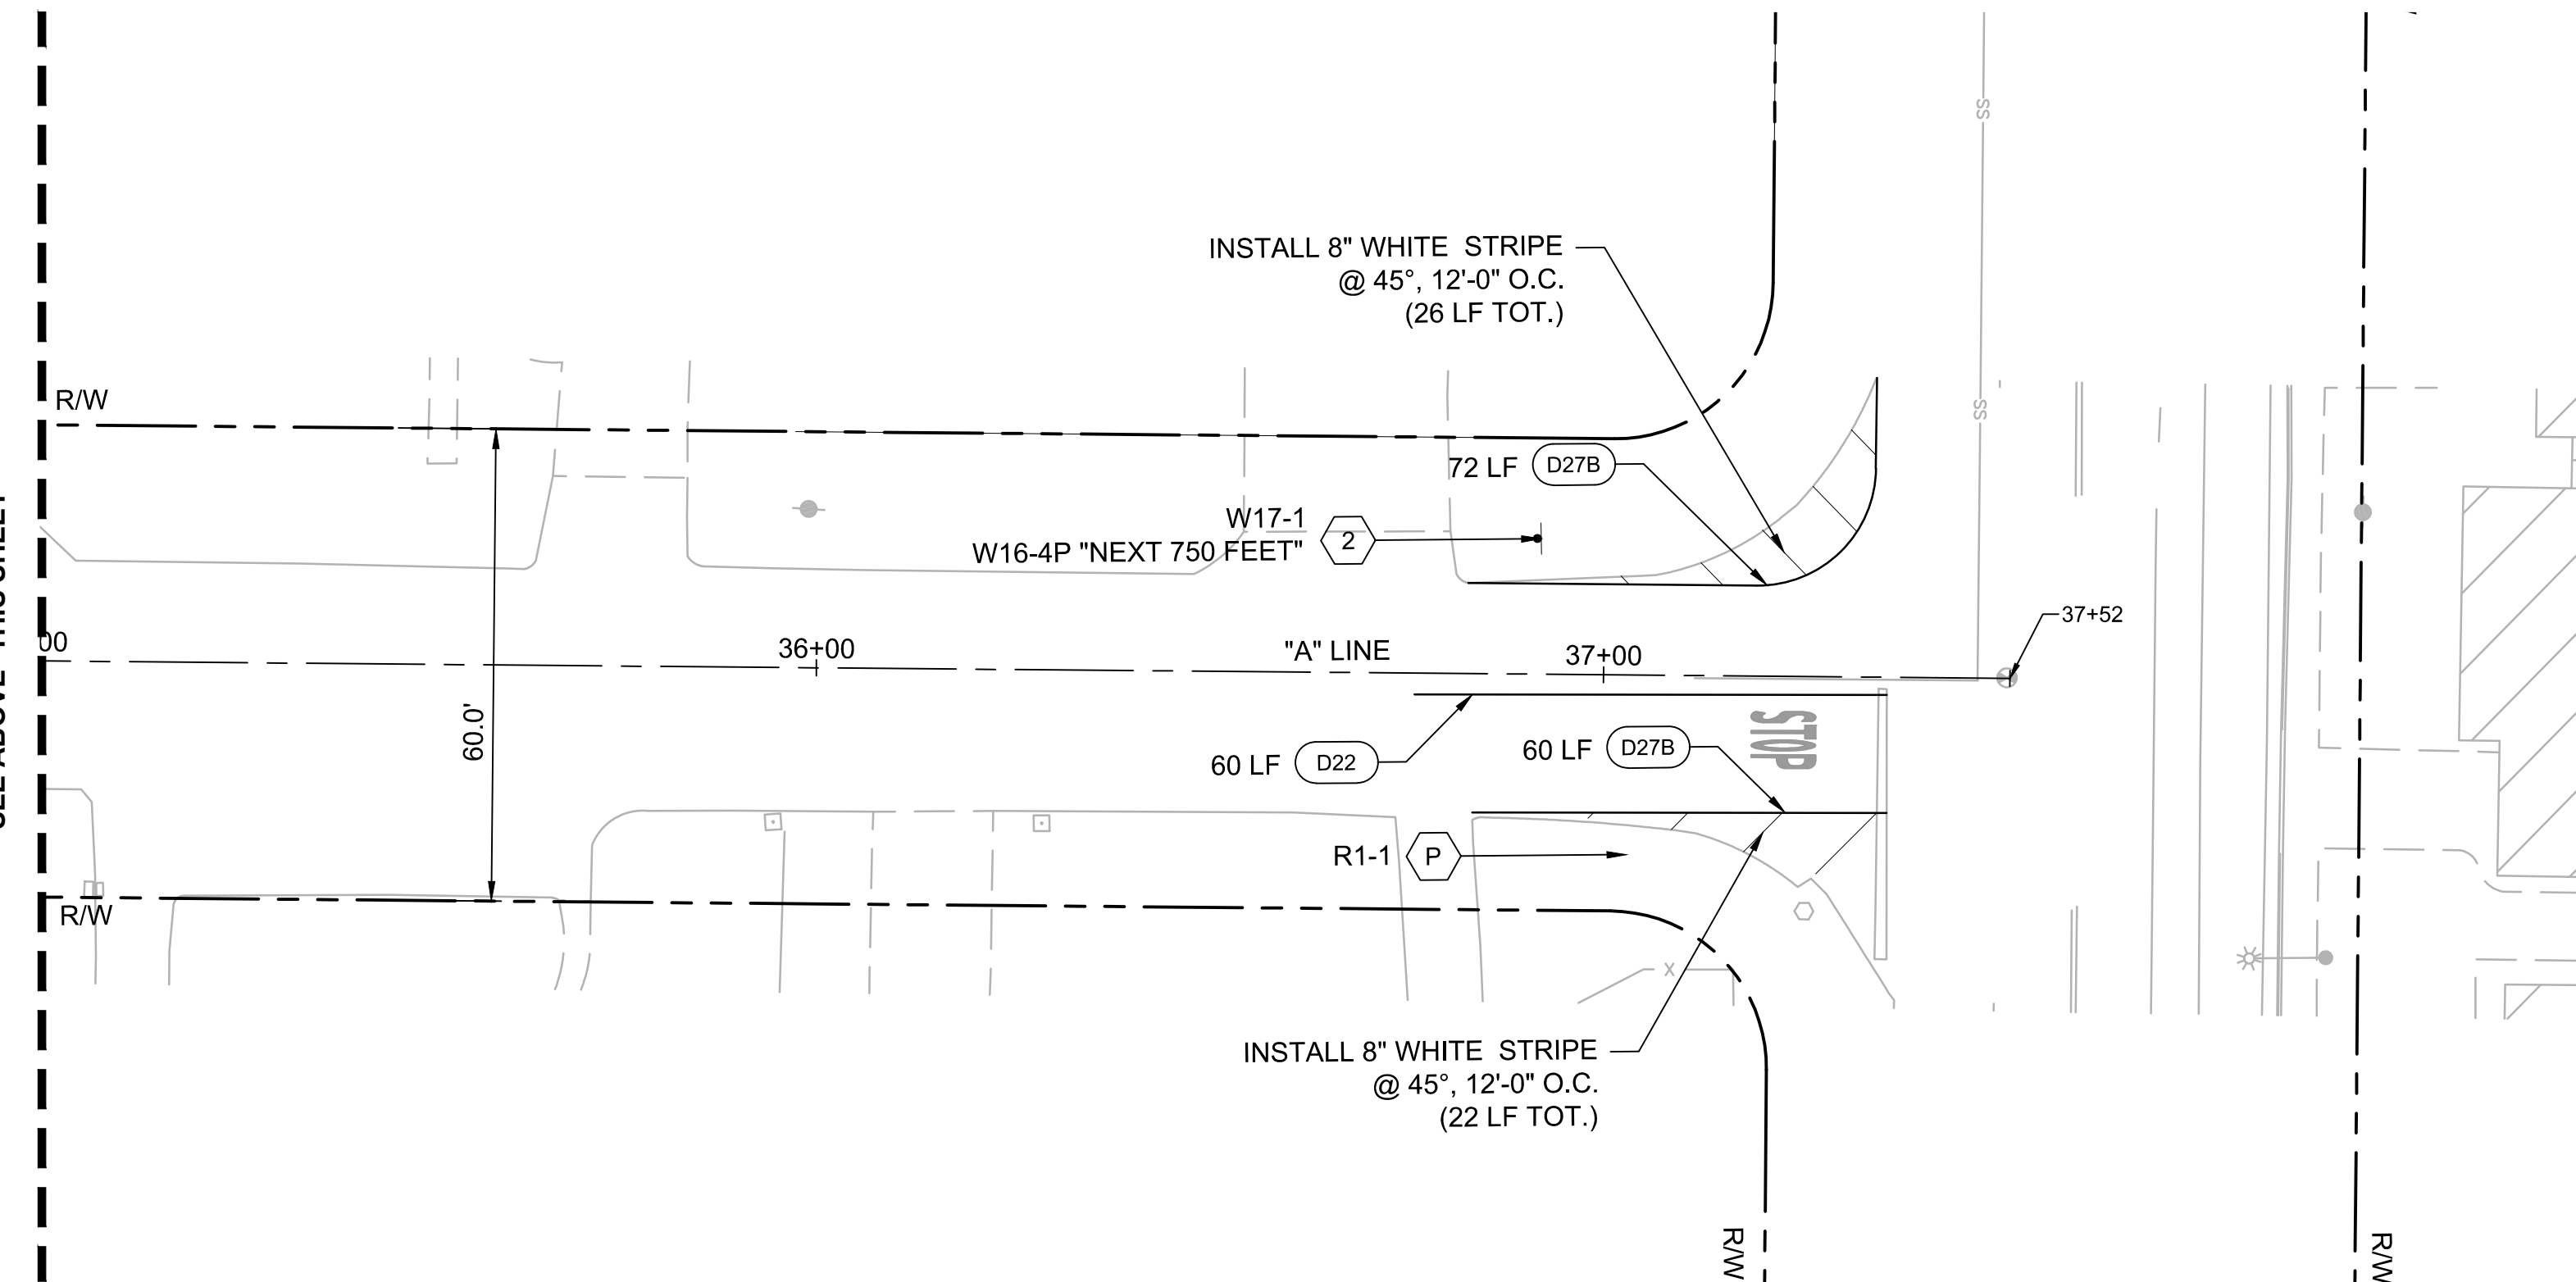 INSTALL 8" WHITE STRIPE
@ 45°, 12'-0" O.C.
(26 LF TOT.)
SS
SS
R/W
72 LF D27B
W17-1
W16-4P "NEXT 750 FEET"
2
37+52
00
36+00
"A" LINE
37+00
60.0'
60 LF D22
60 LF D27B
STOP
R1-1 P
R/W
X
INSTALL 8" WHITE STRIPE
@ 45°, 12'-0" O.C.
(22 LF TOT.)
R/W
R/W